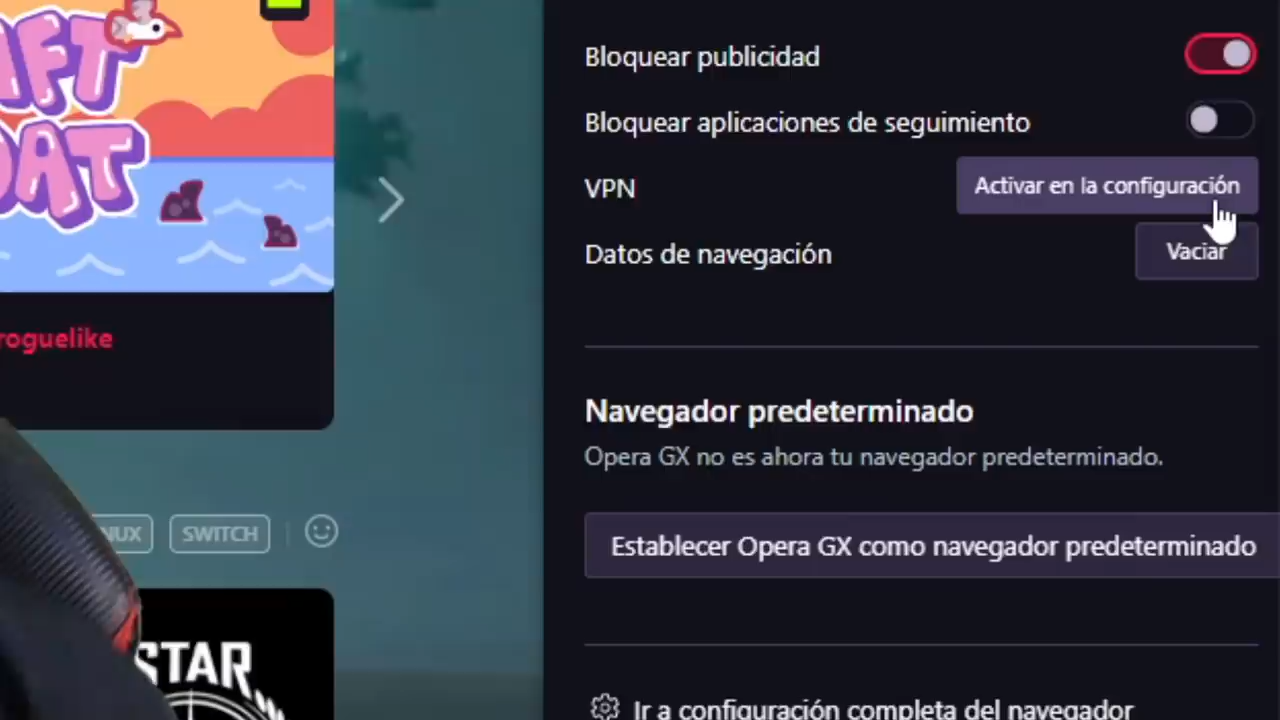 Bloquear publicidad
Bloquear aplicaciones de seguimiento
VPN
Activar en la configuración
Datos de navegación
Vaciar
roguelike
Navegador predeterminado
Opera GX no es ahora tu navegador predeterminado.
SWITCH
Establecer Opera GX como navegador predeterminado
STAR
Ir a configuración completa del navegador